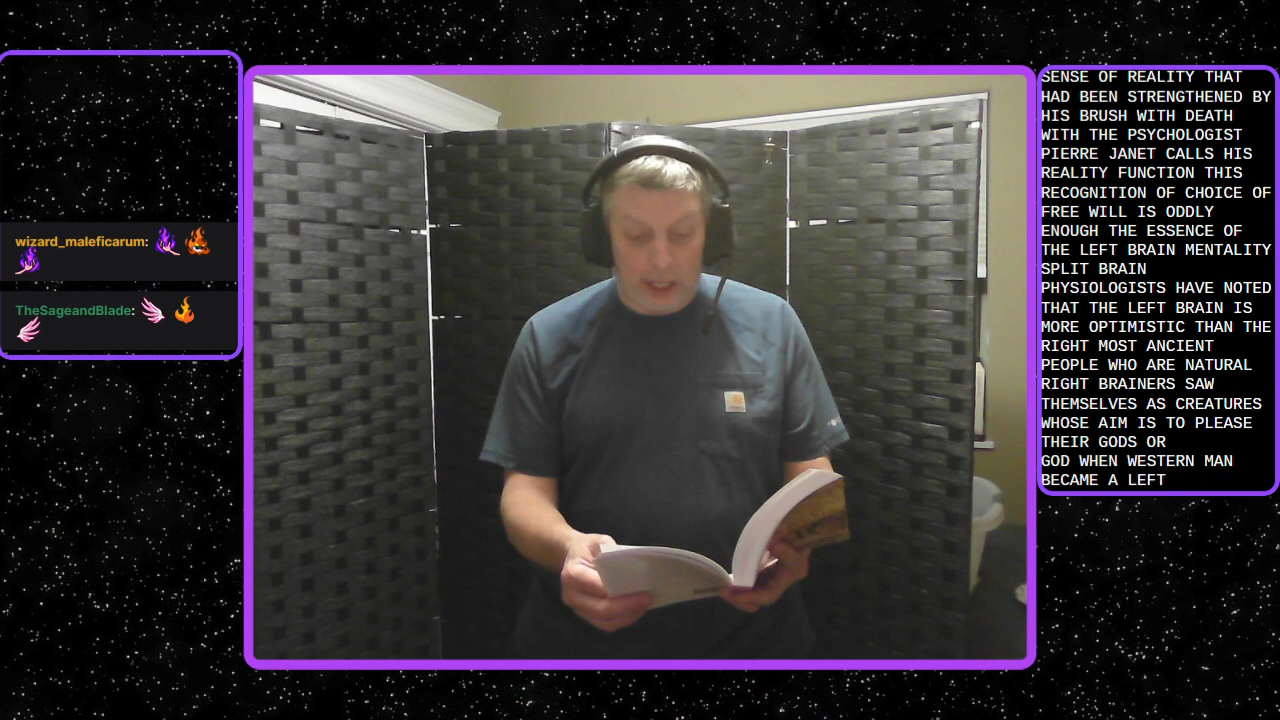 wizard_maleficarum:
TheSageandBlade:
SENSE OF REALITY THAT
HAD BEEN STRENGTHENED BY
HIS BRUSH WITH DEATH
WITH THE PSYCHOLOGIST
PIERRE JANET CALLS HIS
REALITY FUNCTION THIS
RECOGNITION OF CHOICE OF
FREE WILL IS ODDLY
ENOUGH THE ESSENCE OF
THE LEFT BRAIN MENTALITY
SPLIT BRAIN
PHYSIOLOGISTS HAVE NOTED
THAT THE LEFT BRAIN IS
MORE OPTIMISTIC THAN THE
RIGHT MOST ANCIENT
PEOPLE WHO ARE NATURAL
RIGHT BRAINERS SAW
THEMSELVES AS CREATURES
WHOSE AIM IS TO PLEASE
THEIR GODS OR
GOD WHEN WESTERN MAN
BECAME A LEFT